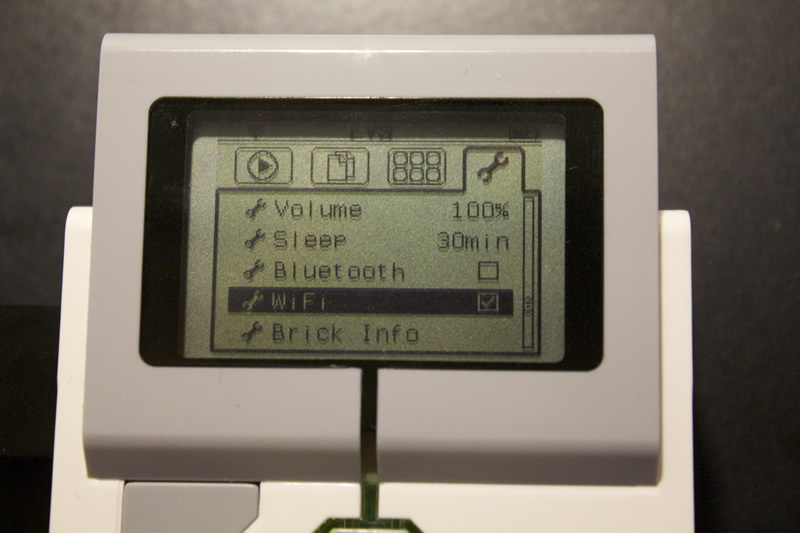 EV3
Volume 100%
Sleep 30min
Bluetooth
WiFi
Brick Info